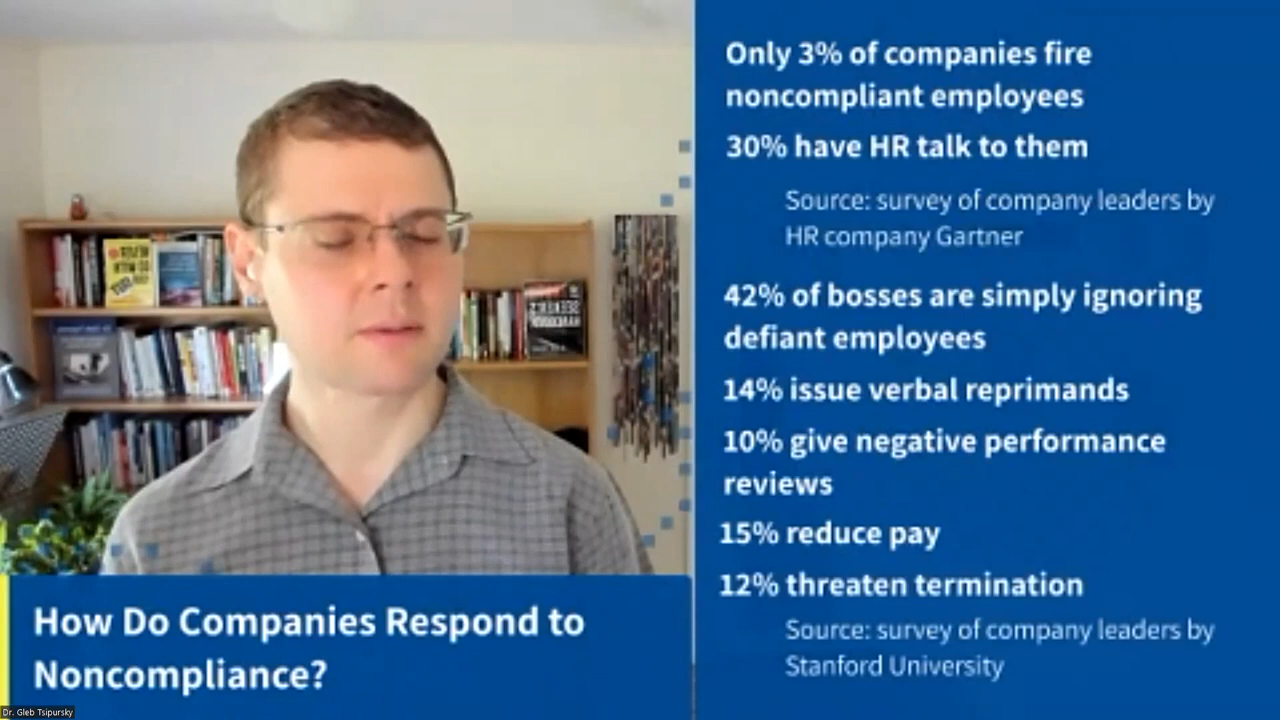 Only 3% of companies fire
noncompliant employees
30% have HR talk to them
Source: survey of company leaders by
HR company Gartner
42% of bosses are simply ignoring
defiant employees
14% issue verbal reprimands
10% give negative performance
reviews
15% reduce pay
12% threaten termination
Source: survey of company leaders by
Stanford University
How Do Companies Respond to
Noncompliance?
Dr. Gleb Tsipursky